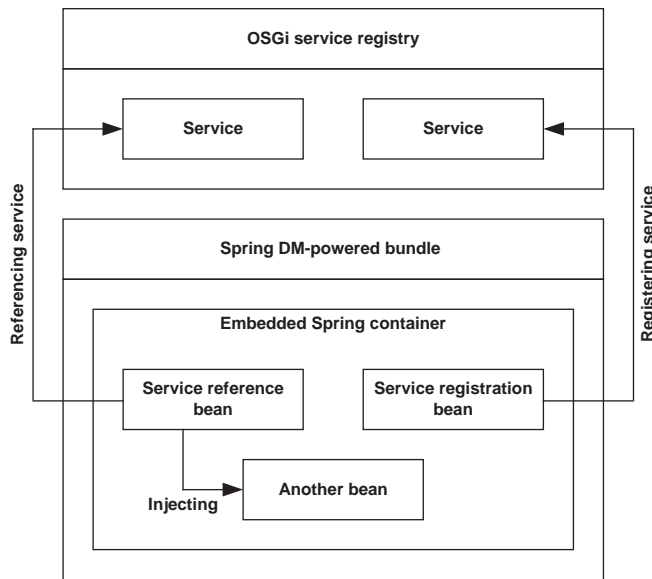 OSGi service registry
Service
Service
Referencing service
Registering service
Spring DM-powered bundle
Embedded Spring container
Service reference
bean
Service registration
bean
Injecting
Another bean